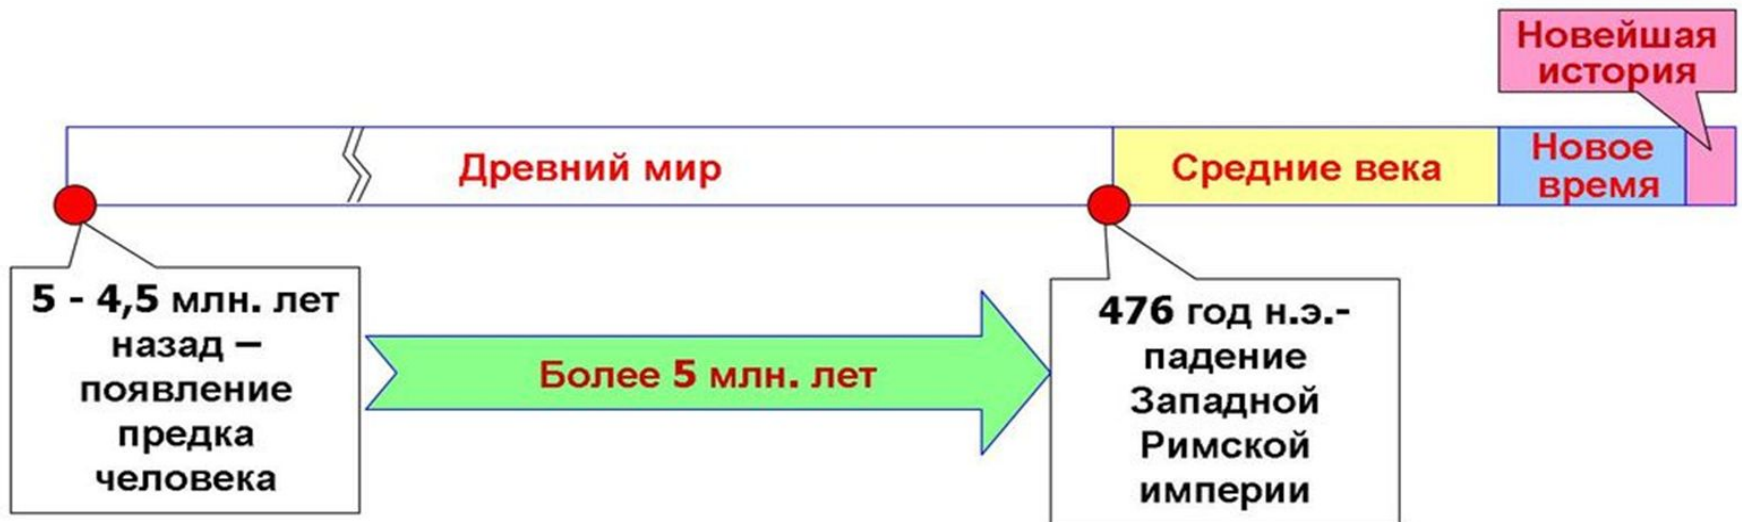 Новейшая
история
Древний мир
Средние века
Новое
время
5 - 4,5 млн. лет
назад –
появление
предка
человека
Более 5 млн. лет
476 год н.э.-
падение
Западной
Римской
империи